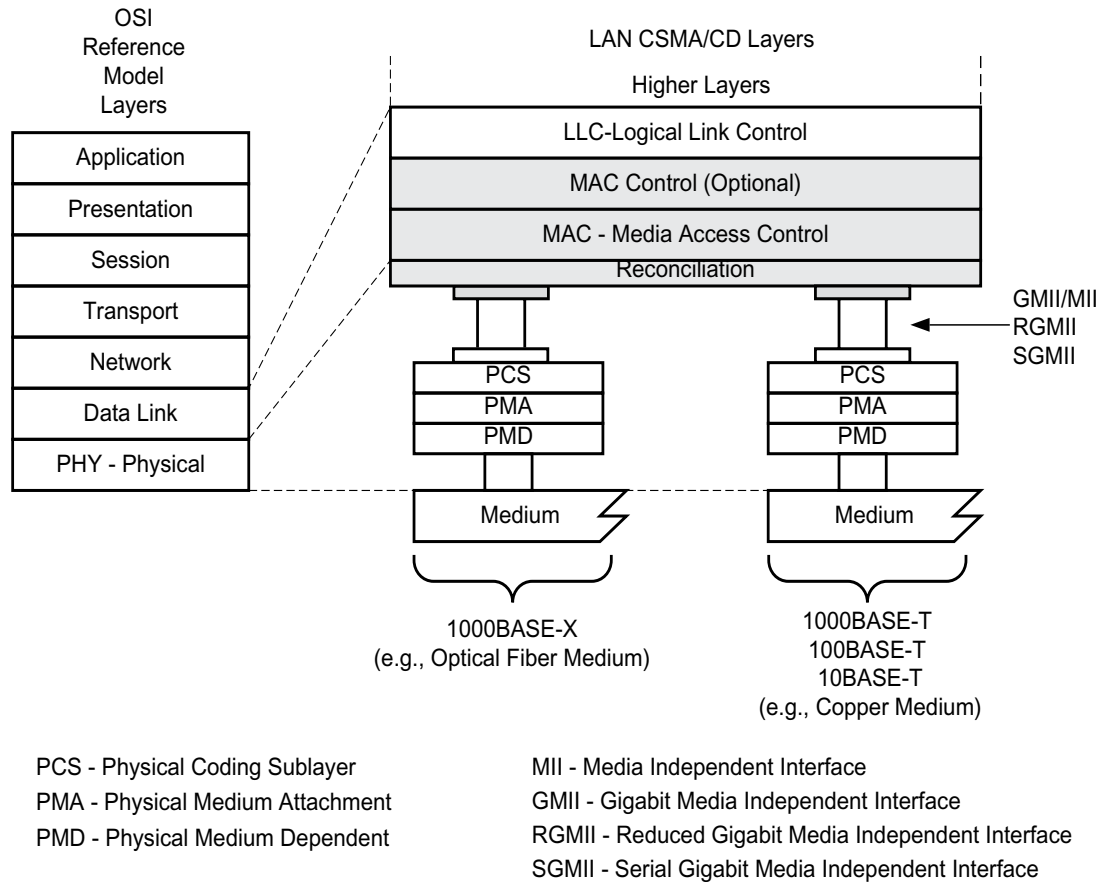 OSI
Reference
Model
Layers
Application
Presentation
Session
Transport
Network
Data Link
PHY - Physical
LAN CSMA/CD Layers
Higher Layers
LLC-Logical Link Control
MAC Control (Optional)
MAC - Media Access Control
Reconciliation
GMII/MII
RGMII
SGMII
PCS
PMA
PMD
Medium
1000BASE-X
(e.g., Optical Fiber Medium)
PCS
PMA
PMD
Medium
1000BASE-T
100BASE-T
10BASE-T
(e.g., Copper Medium)
PCS - Physical Coding Sublayer
PMA - Physical Medium Attachment
PMD - Physical Medium Dependent
MII - Media Independent Interface
GMII - Gigabit Media Independent Interface
RGMII - Reduced Gigabit Media Independent Interface
SGMII - Serial Gigabit Media Independent Interface